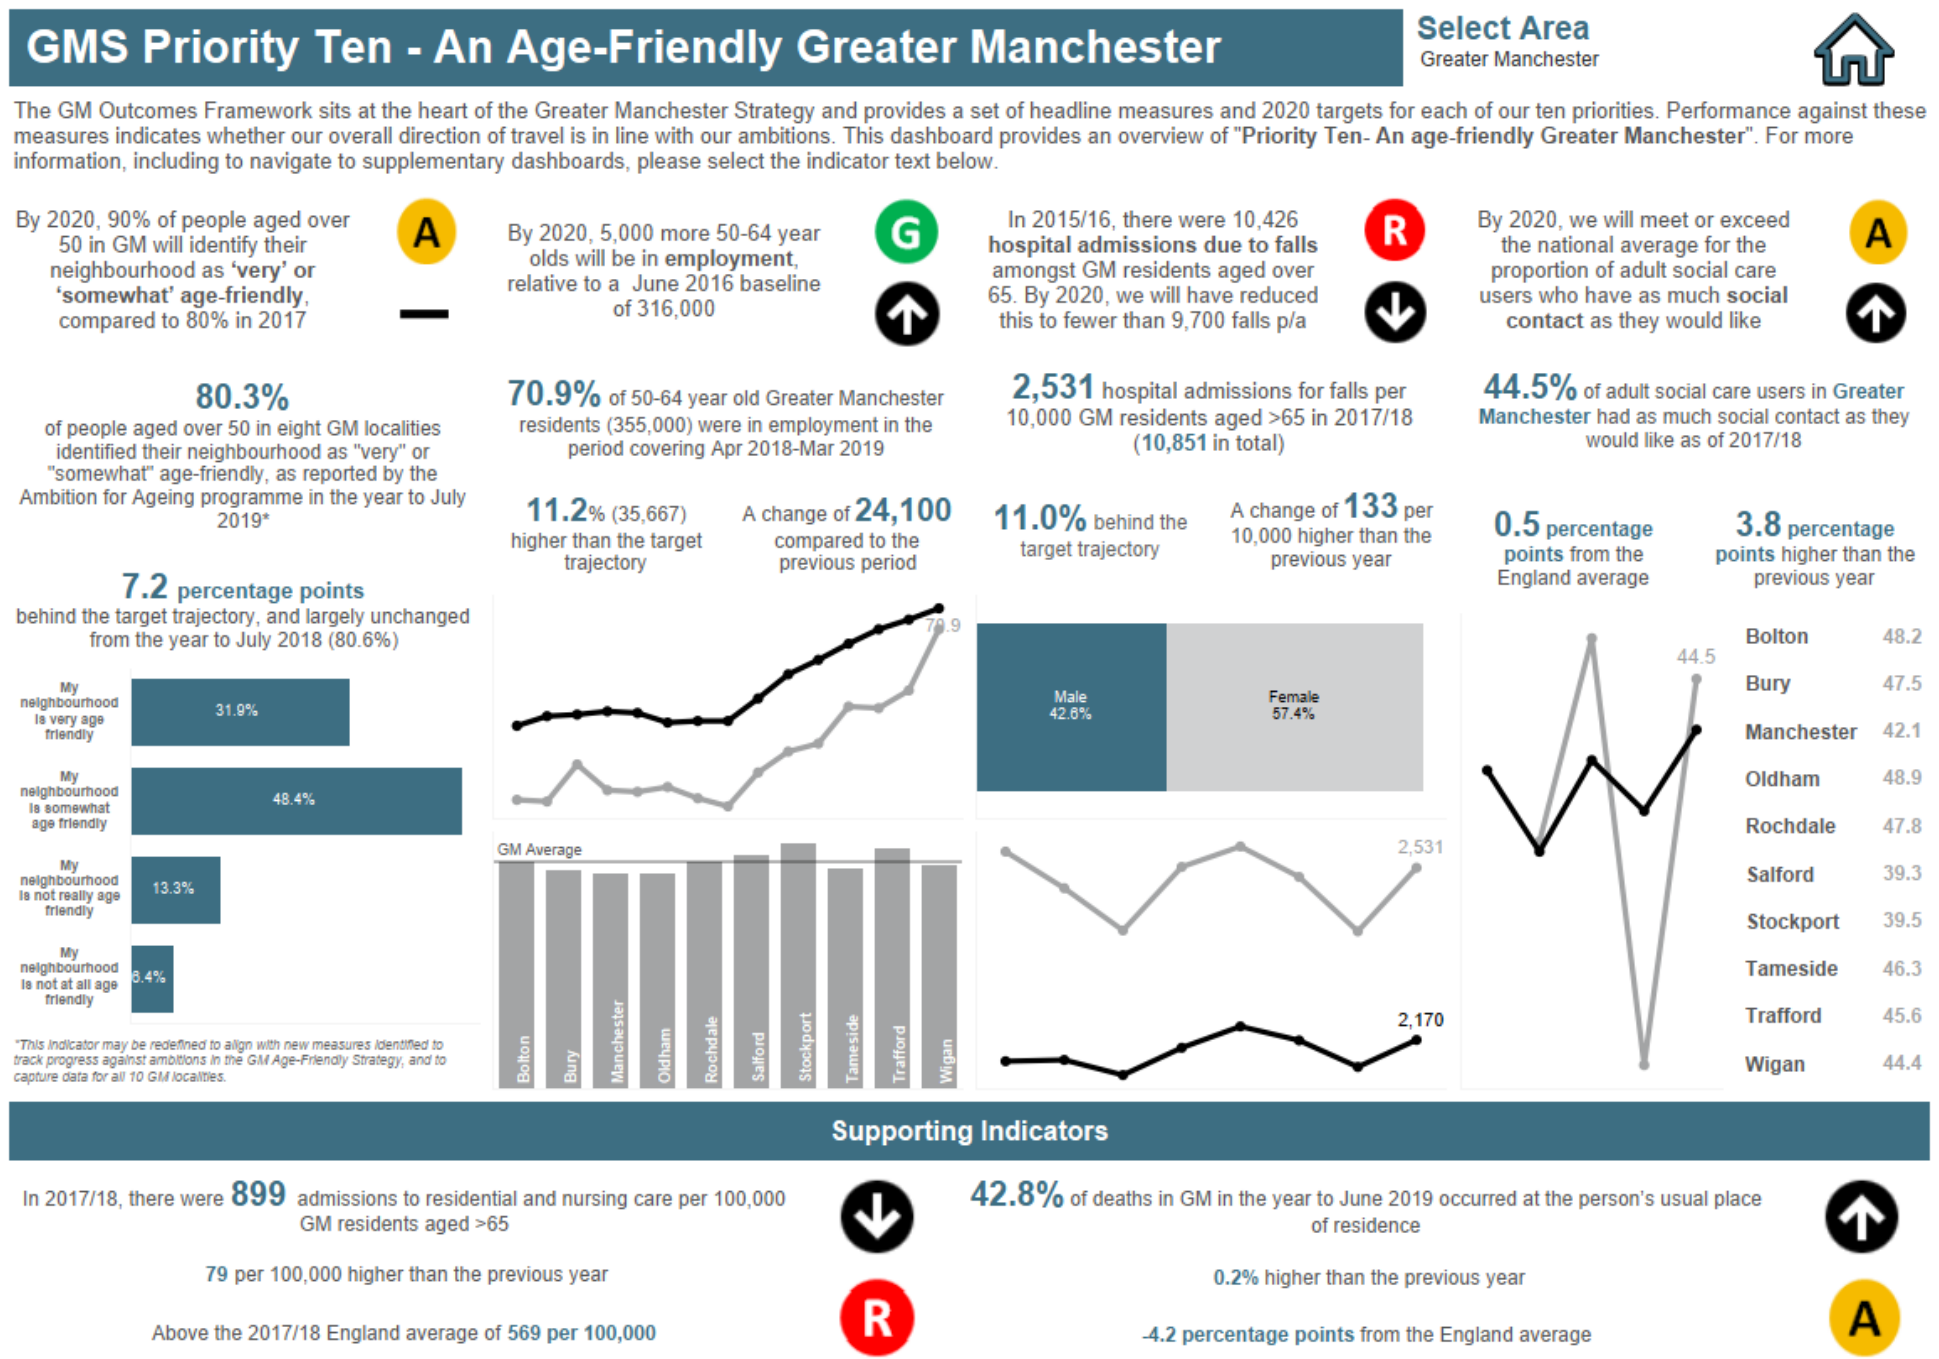 GMS Priority Ten - An Age-Friendly Greater Manchester
Select Area
Greater Manchester
The GM Outcomes Framework sits at the heart of the Greater Manchester Strategy and provides a set of headline measures and 2020 targets for each of our ten priorities. Performance against these
measures indicates whether our overall direction of travel is in line with our ambitions. This dashboard provides an overview of "Priority Ten- An age-friendly Greater Manchester". For more
information, including to navigate to supplementary dashboards, please select the indicator text below.
By 2020, 90% of people aged over
50 in GM will identify their
neighbourhood as ‘very’ or
‘somewhat’ age-friendly,
compared to 80% in 2017
A
80.3%
of people aged over 50 in eight GM localities
identified their neighbourhood as "very" or
"somewhat" age-friendly, as reported by the
Ambition for Ageing programme in the year to July
2019*
7.2 percentage points
behind the target trajectory, and largely unchanged
from the year to July 2018 (80.6%)
My
neighbourhood
is very age
friendly
31.9%
My
neighbourhood
is somewhat
age friendly
48.4%
My
neighbourhood
is not really age
friendly
13.3%
My
neighbourhood
is not at all age
friendly
6.4%
*This indicator may be redefined to align with new measures identified to
track progress against ambitions in the GM Age-Friendly Strategy, and to
capture data for all 10 GM localities.
By 2020, 5,000 more 50-64 year
olds will be in employment,
relative to a June 2016 baseline
of 316,000
G
70.9% of 50-64 year old Greater Manchester
residents (355,000) were in employment in the
period covering Apr 2018-Mar 2019
11.2% (35,667)
higher than the target
trajectory
A change of 24,100
compared to the
previous period
70.9
GM Average
Bolton
Bury
Manchester
Oldham
Rochdale
Salford
Stockport
Tameside
Trafford
Wigan
In 2015/16, there were 10,426
hospital admissions due to falls
amongst GM residents aged over
65. By 2020, we will have reduced
this to fewer than 9,700 falls p/a
R
2,531 hospital admissions for falls per
10,000 GM residents aged >65 in 2017/18
(10,851 in total)
11.0% behind the
target trajectory
A change of 133 per
10,000 higher than the
previous year
Male
42.6%
Female
57.4%
2,531
2,170
By 2020, we will meet or exceed
the national average for the
proportion of adult social care
users who have as much social
contact as they would like
A
44.5% of adult social care users in Greater
Manchester had as much social contact as they
would like as of 2017/18
0.5 percentage
points from the
England average
3.8 percentage
points higher than the
previous year
44.5
Bolton 48.2
Bury 47.5
Manchester 42.1
Oldham 48.9
Rochdale 47.8
Salford 39.3
Stockport 39.5
Tameside 46.3
Trafford 45.6
Wigan 44.4
Supporting Indicators
In 2017/18, there were 899 admissions to residential and nursing care per 100,000
GM residents aged >65
79 per 100,000 higher than the previous year
Above the 2017/18 England average of 569 per 100,000
R
42.8% of deaths in GM in the year to June 2019 occurred at the person's usual place
of residence
0.2% higher than the previous year
-4.2 percentage points from the England average
A